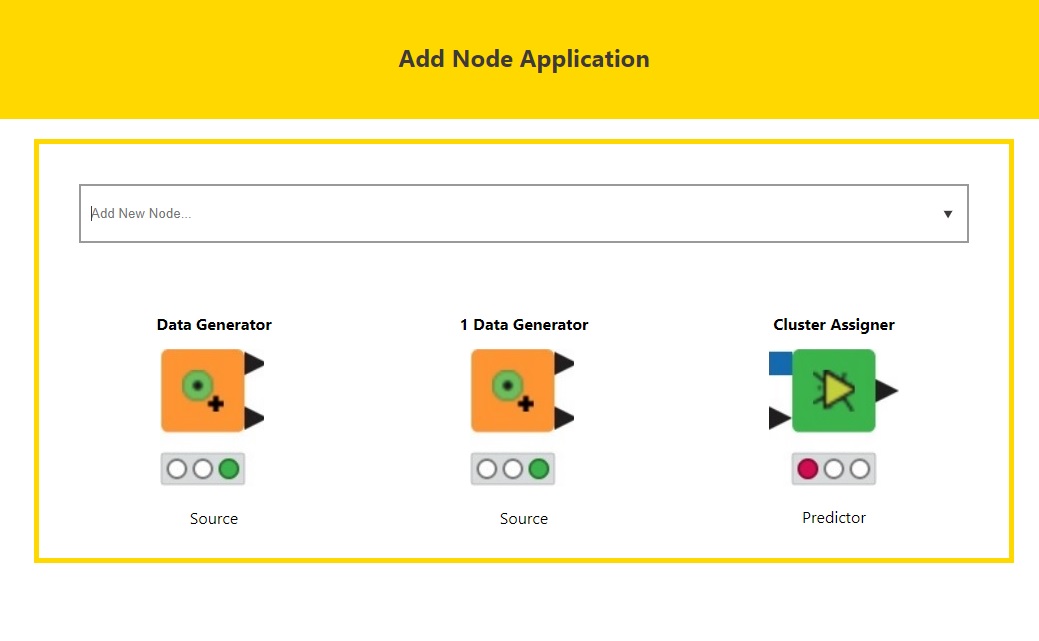 Add Node Application
Add New Node...
Data Generator
1 Data Generator
Cluster Assigner
Source
Source
Predictor